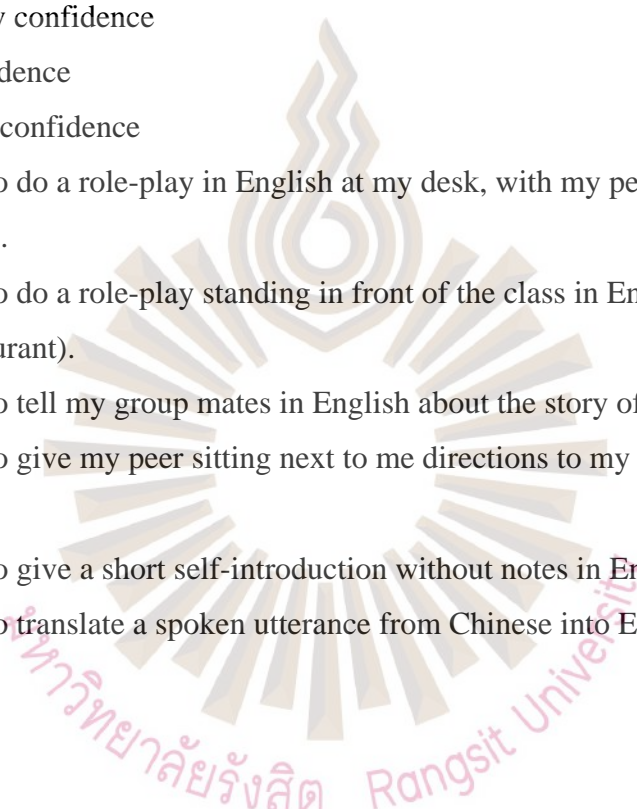 confidence
dence
confidence
o do a role-play in English at my desk, with my pe
.
o do a role-play standing in front of the class in En
urant).
o tell my group mates in English about the story of
o give my peer sitting next to me directions to my
o give a short self-introduction without notes in En
o translate a spoken utterance from Chinese into E
มหาวิทยาลัยรังสิต Rangsit University